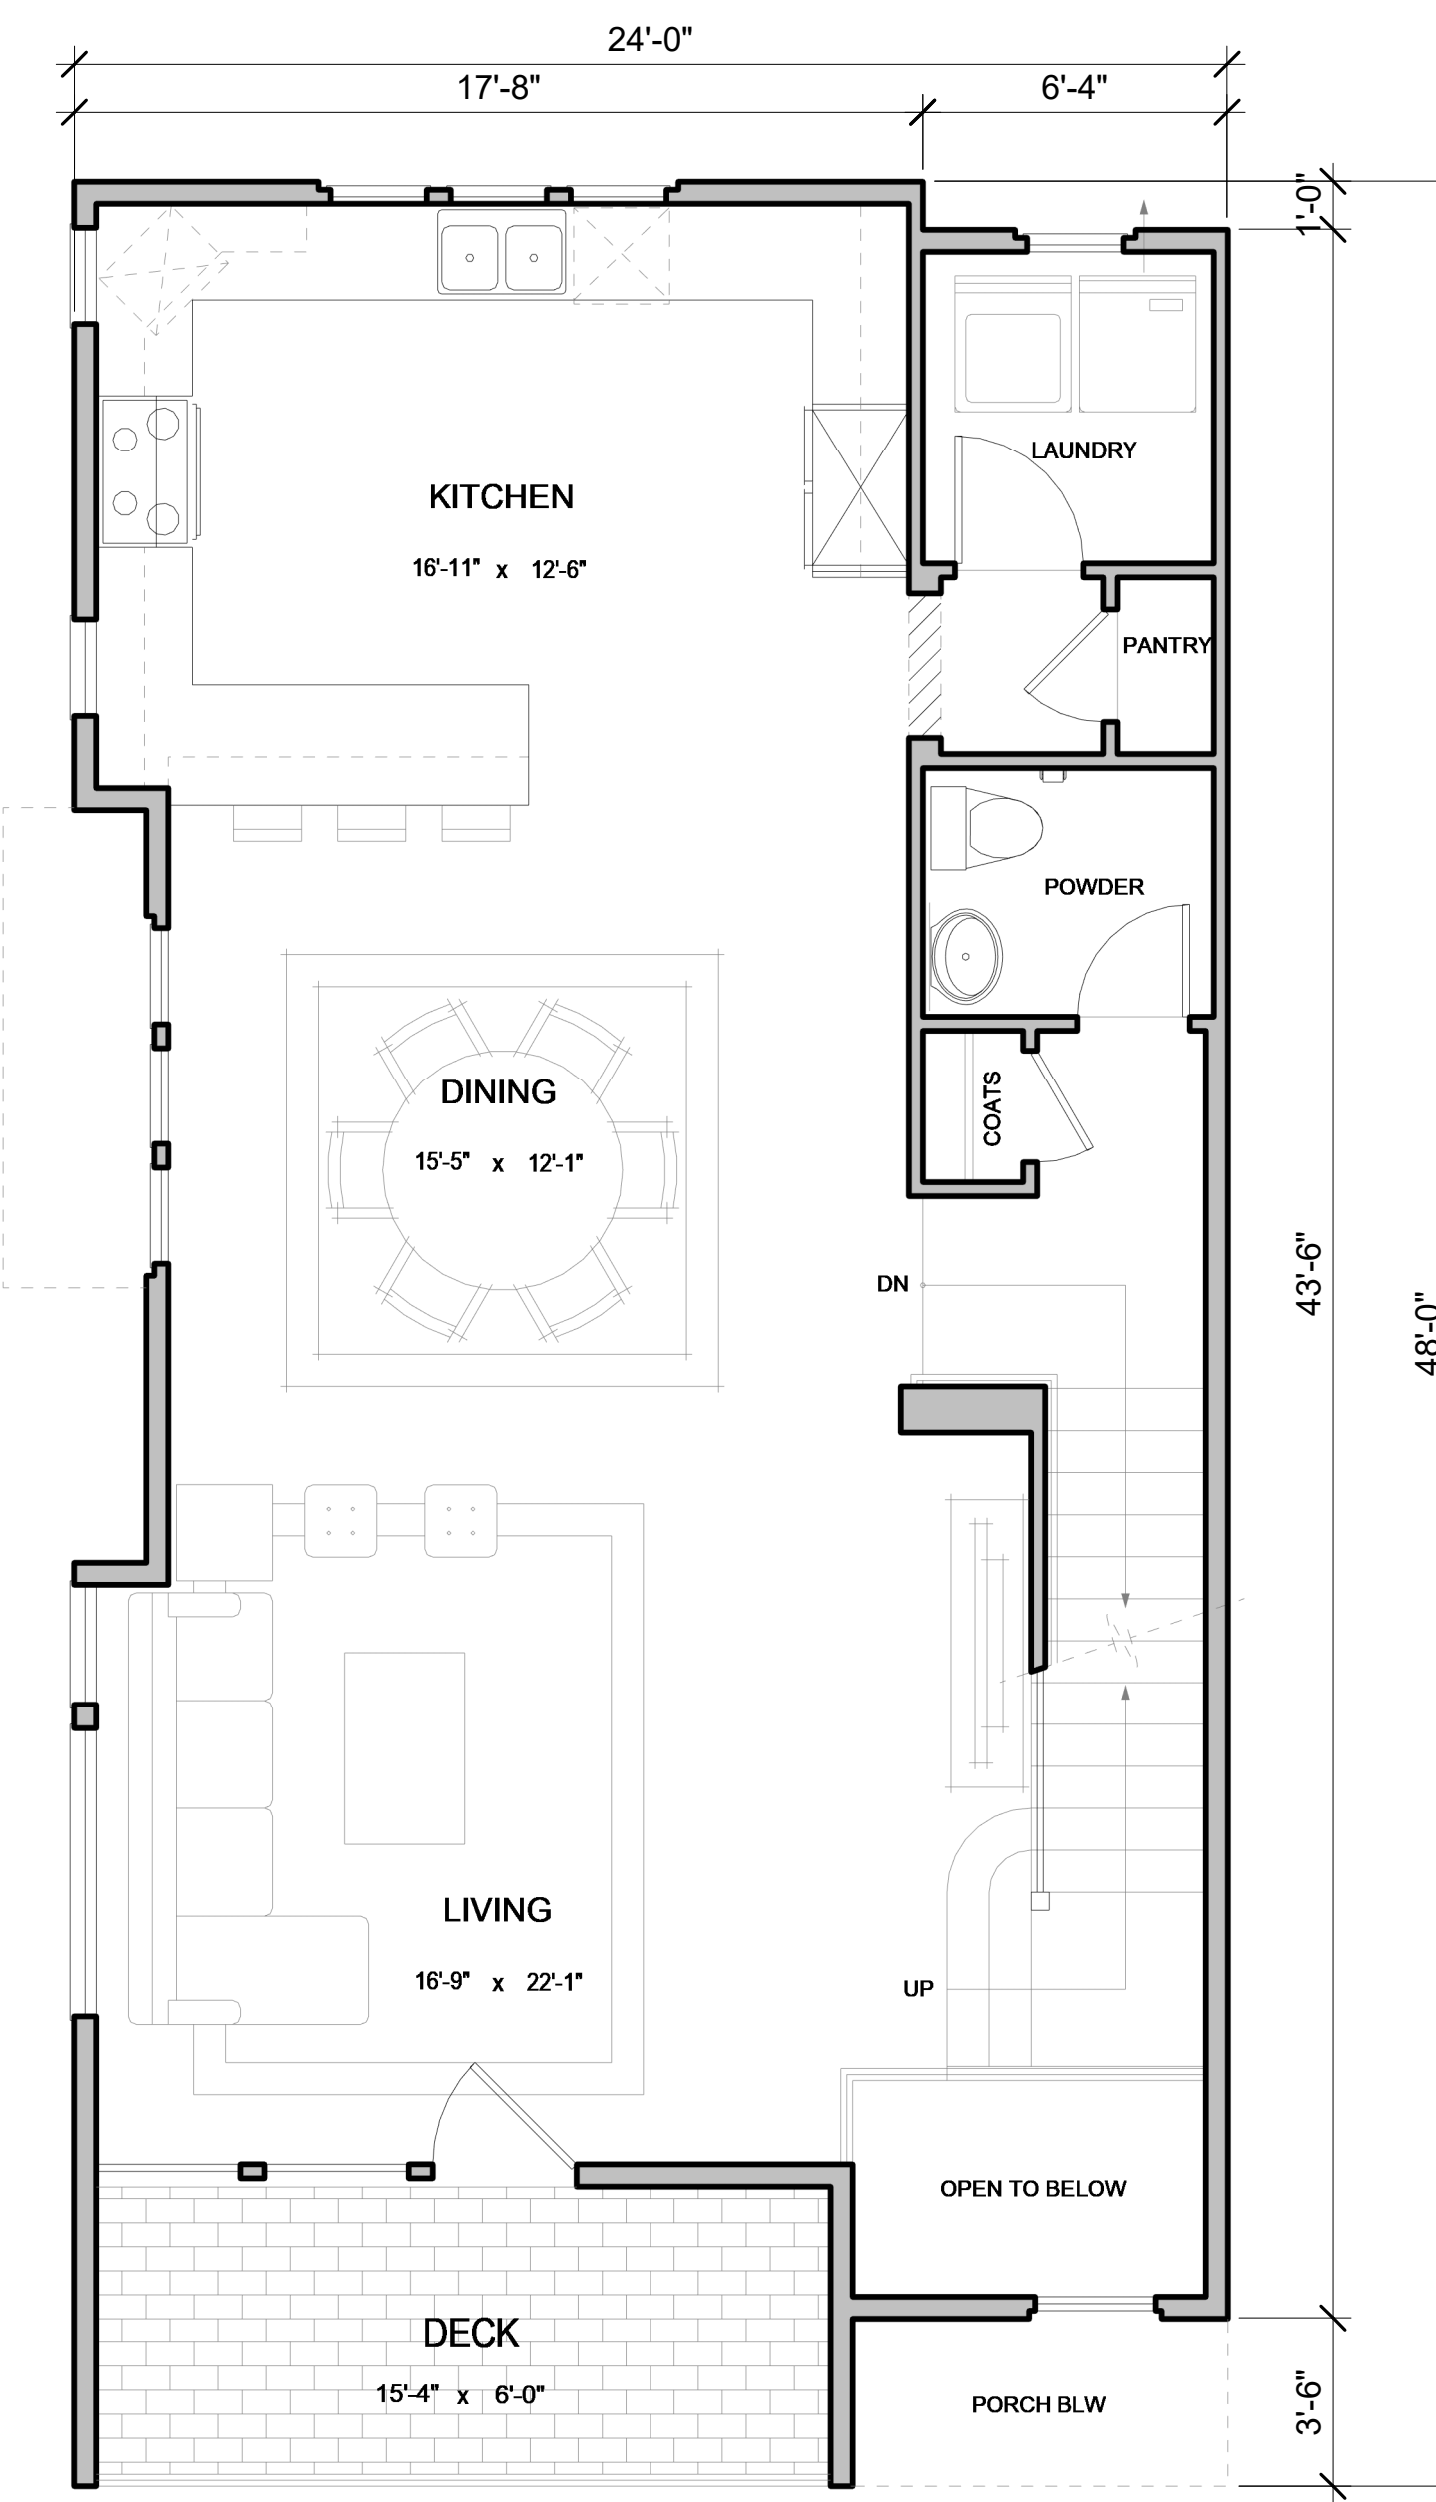 24'-0"
17'-8"
6'-4"
1'-0"
LAUNDRY
KITCHEN
16'-11" x 12'-6"
PANTRY
POWDER
COATS
DINING
15'-5" x 12'-1"
DN
43'-6"
48'-0"
LIVING
16'-9" x 22'-1"
UP
OPEN TO BELOW
DECK
15'-4" x 6'-0"
PORCH BLW
3'-6"